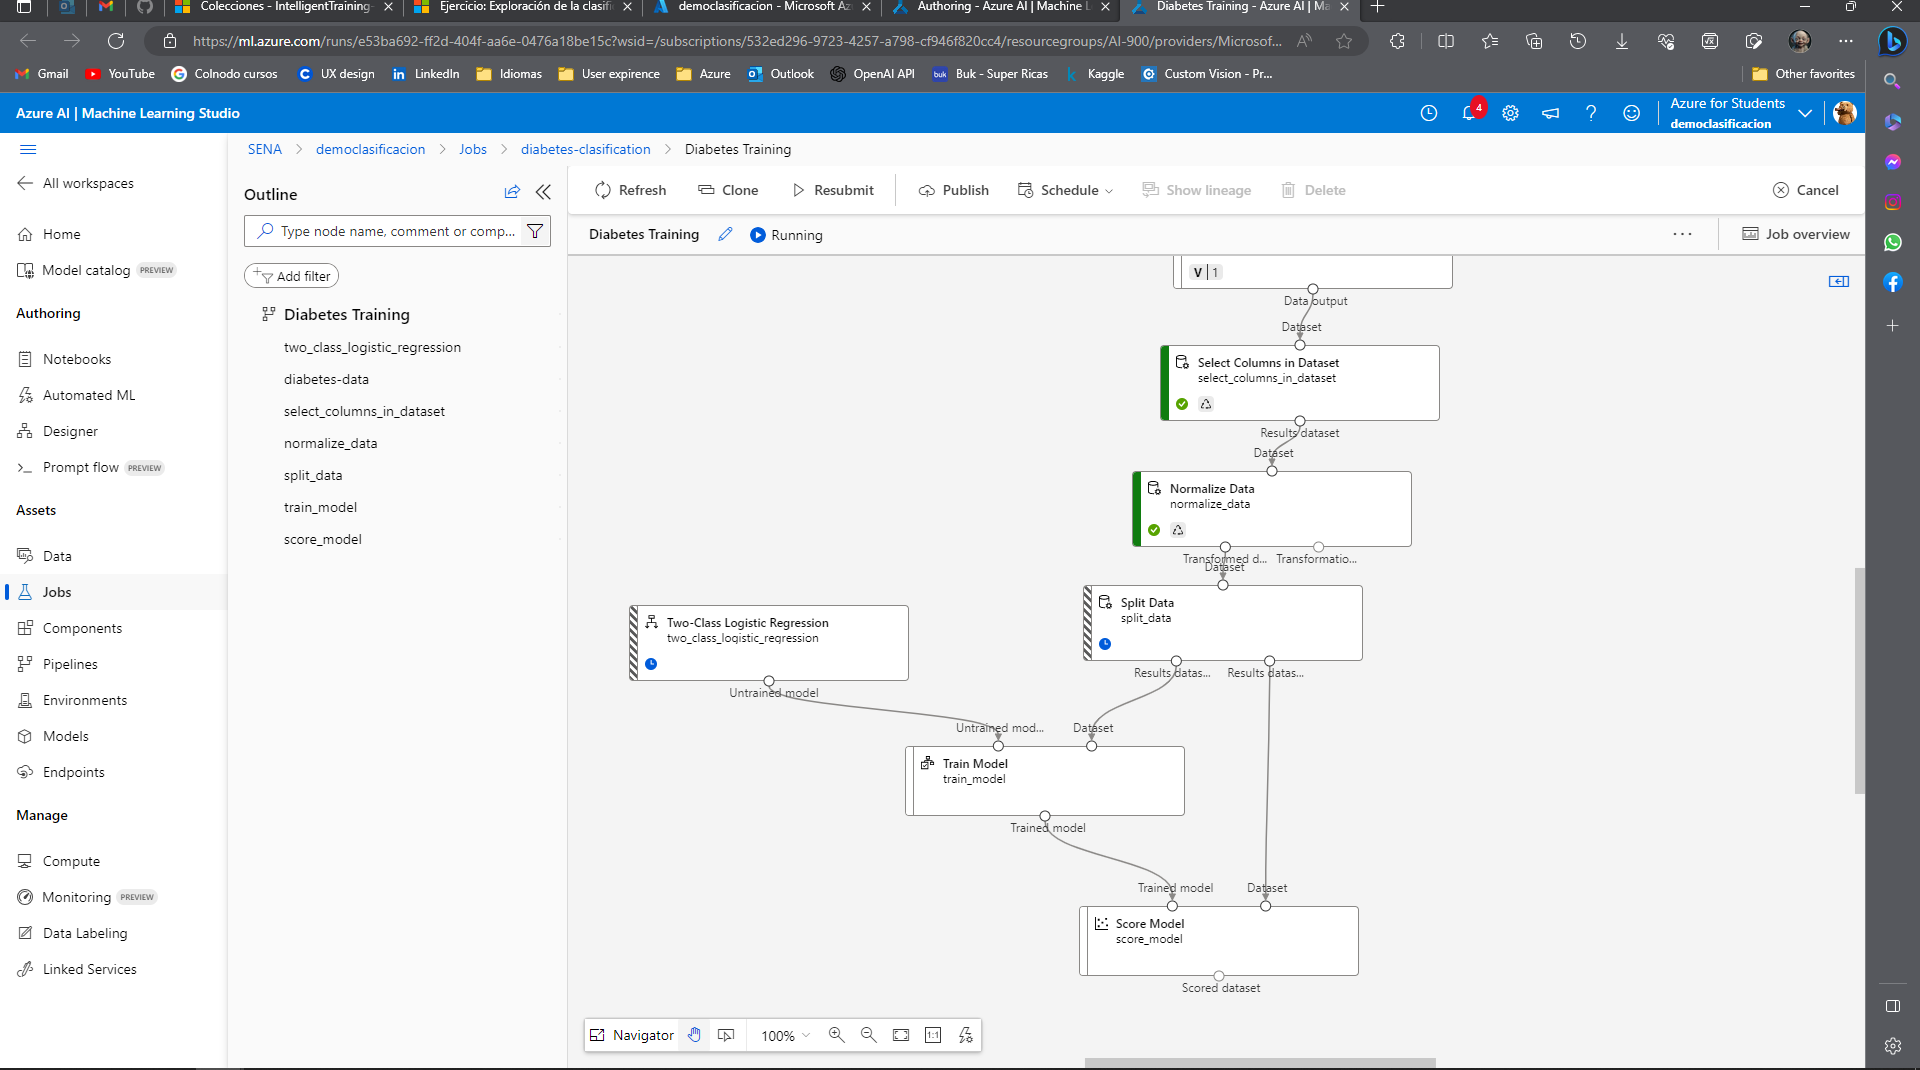 Colecciones - IntelligentTraining-
Ejercicio: Exploración de la clasifi
democlasificacion - Microsoft Az
Authoring - Azure AI | Machine L
Diabetes Training - Azure AI | Ma
https://ml.azure.com/runs/e53ba692-ff2d-404f-aa6e-0476a18be15c?wsid=/subscriptions/532ed296-9723-4257-a798-cf946f820cc4/resourcegroups/AI-900/providers/Microsof...
Gmail
YouTube
Colnodo cursos
UX design
LinkedIn
Idiomas
User expirence
Azure
Outlook
OpenAI API
buk
Buk - Super Ricas
Kaggle
Custom Vision - Pr...
Other favorites
Azure AI | Machine Learning Studio
4
Azure for Students
democlasificacion
All workspaces
Home
Model catalog PREVIEW
Authoring
Notebooks
Automated ML
Designer
Prompt flow PREVIEW
Assets
Data
Jobs
Components
Pipelines
Environments
Models
Endpoints
Manage
Compute
Monitoring PREVIEW
Data Labeling
Linked Services
SENA > democlasificacion > Jobs > diabetes-clasification > Diabetes Training
Outline
Type node name, comment or comp...
Add filter
Diabetes Training
two_class_logistic_regression
diabetes-data
select_columns_in_dataset
normalize_data
split_data
train_model
score_model
Refresh
Clone
Resubmit
Publish
Schedule
Show lineage
Delete
Cancel
Diabetes Training
Running
Job overview
V | 1
Data output
Dataset
Select Columns in Dataset
select_columns_in_dataset
Results dataset
Dataset
Normalize Data
normalize_data
Transformed d...
Transformatio...
Dataset
Split Data
split_data
Results datas...
Results datas...
Two-Class Logistic Regression
two_class_logistic_regression
Untrained model
Untrained mod...
Dataset
Train Model
train_model
Trained model
Trained model
Dataset
Score Model
score_model
Scored dataset
Navigator
100%
1:1